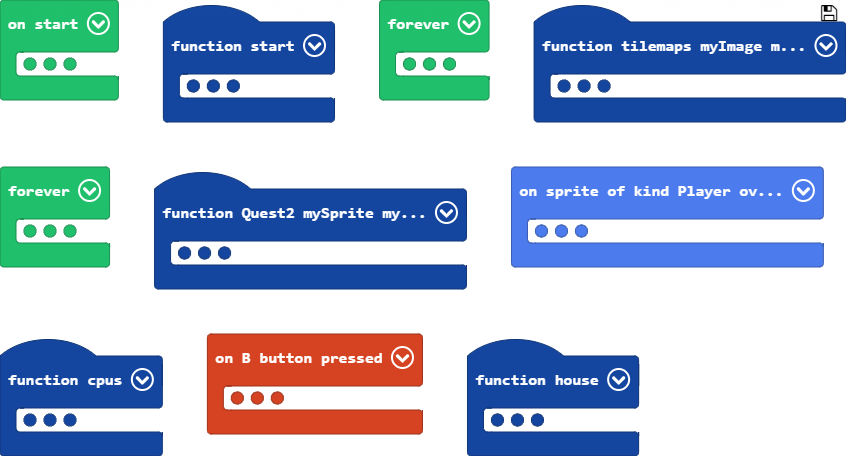 on start
function start
forever
function tilemaps myImage m...
forever
function Quest2 mySprite my...
on sprite of kind Player ov...
function cpus
on B button pressed
function house